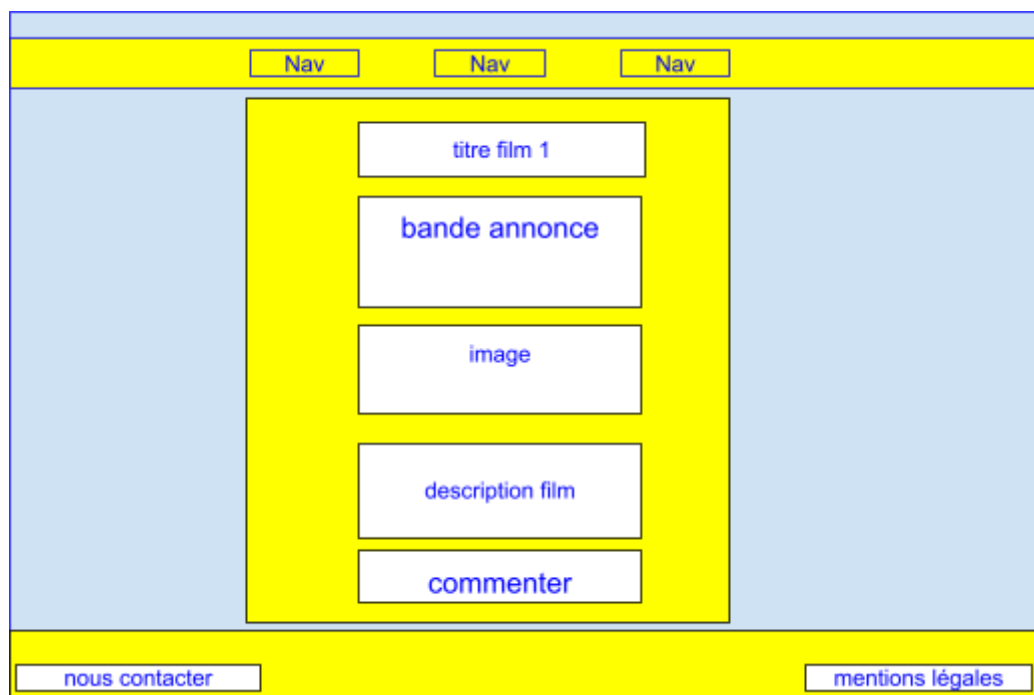 Nav Nav Nav
titre film 1
bande annonce
image
description film
commenter
nous contacter mentions légales